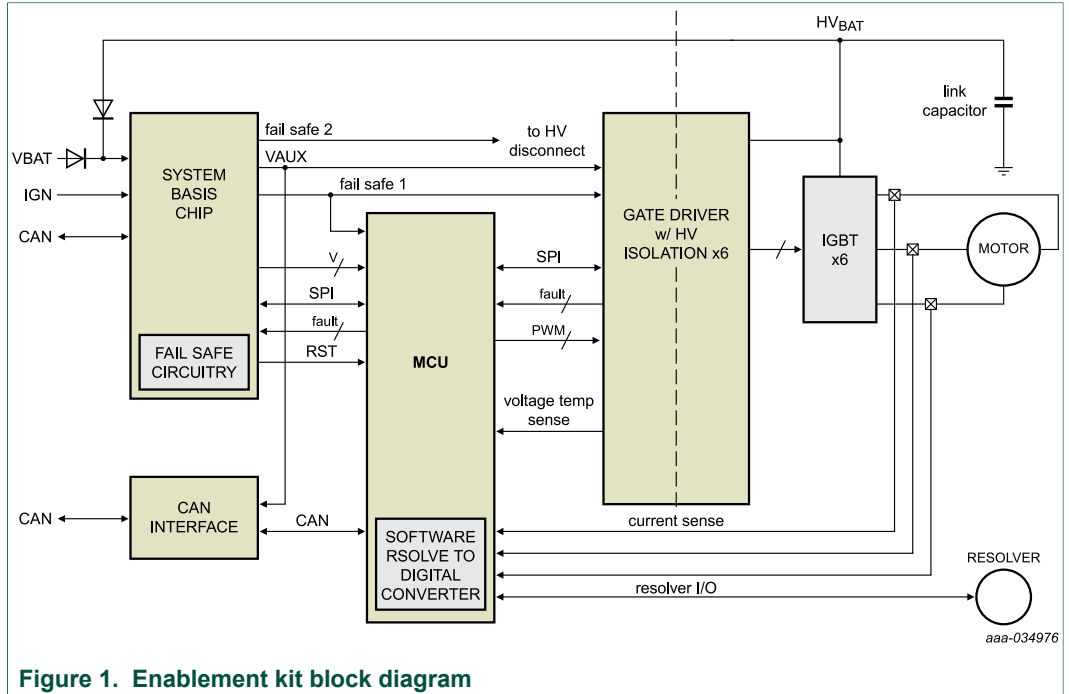 HVBAT
link
capacitor
fail safe 2
to HV
disconnect
VBAT
VAUX
SYSTEM
BASIS
CHIP
IGN
fail safe 1
CAN
GATE DRIVER
w/ HV
ISOLATION x6
IGBT
x6
MOTOR
V
SPI
SPI
fault
fault
PWM
RST
FAIL SAFE
CIRCUITRY
MCU
voltage temp
sense
CAN
CAN
INTERFACE
CAN
SOFTWARE
RSOLVE TO
DIGITAL
CONVERTER
current sense
RESOLVER
resolver I/O
aaa-034976
Figure 1. Enablement kit block diagram